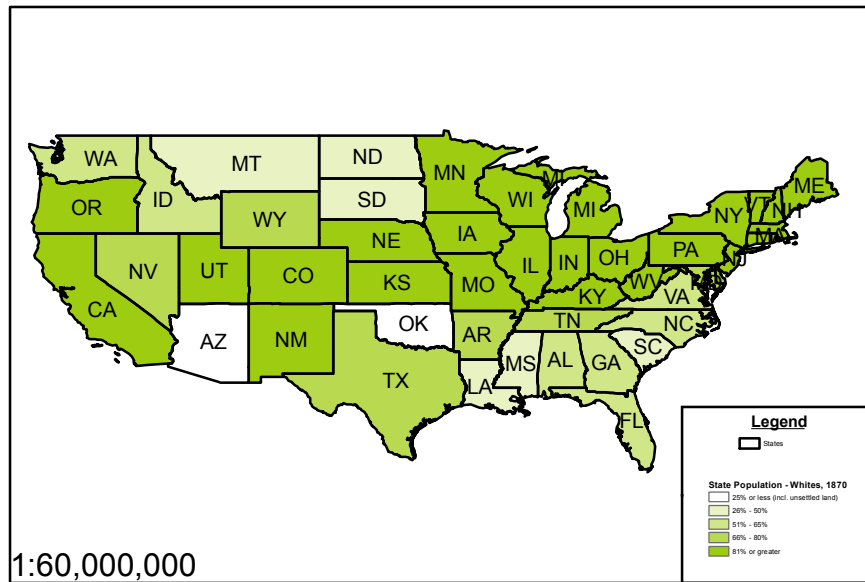 WA
MT
ND
MN
ME
OR
ID
SD
WI
MI
MI
NY
VT
NH
WY
MA
NV
UT
CO
NE
IA
IL
IN
OH
PA
NJ
CA
KS
MO
KY
WV
VA
AZ
NM
OK
AR
TN
NC
SC
TX
LA
MS
AL
GA
FL
Legend
States
State Population - Whites, 1870
25% or less (incl. unsettled land)
26% - 50%
51% - 65%
66% - 80%
81% or greater
1:60,000,000